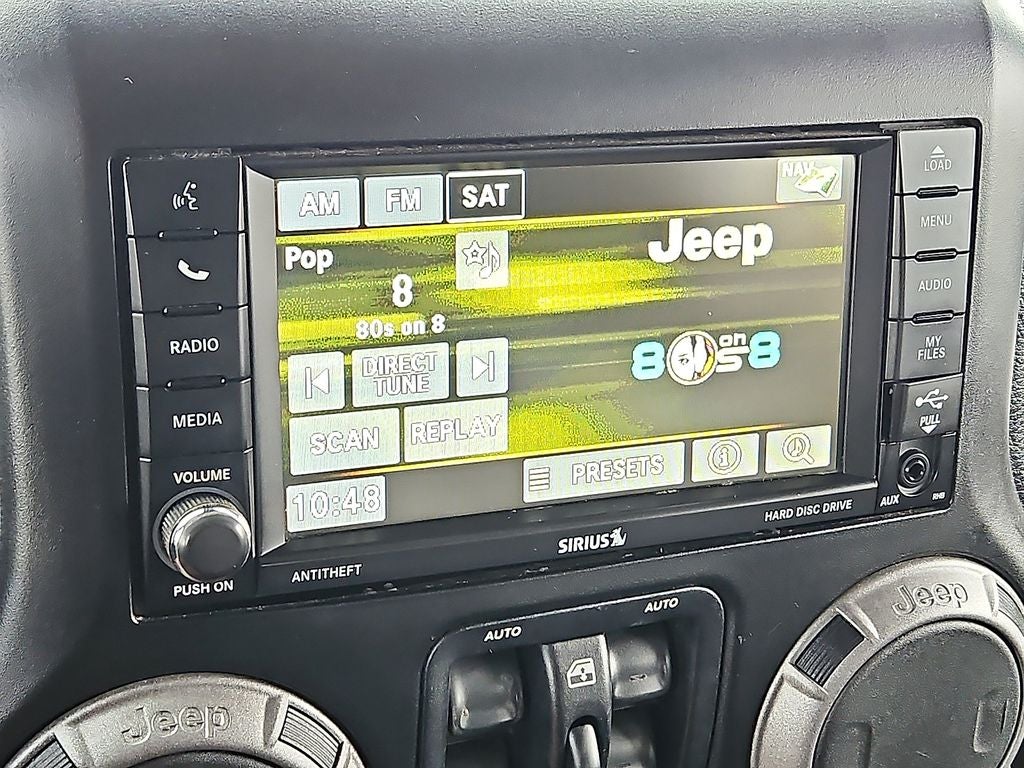 AM FM SAT NAV
Pop
Jeep
8
80s on 8
80s on 8
DIRECT
TUNE
SCAN REPLAY
PRESETS
10:48
RADIO
MEDIA
VOLUME
PUSH ON
LOAD
MENU
AUDIO
MY
FILES
PULL
AUX RHB
ANTITHEFT
SIRIUS
HARD DISC DRIVE
AUTO AUTO
Jeep
Jeep